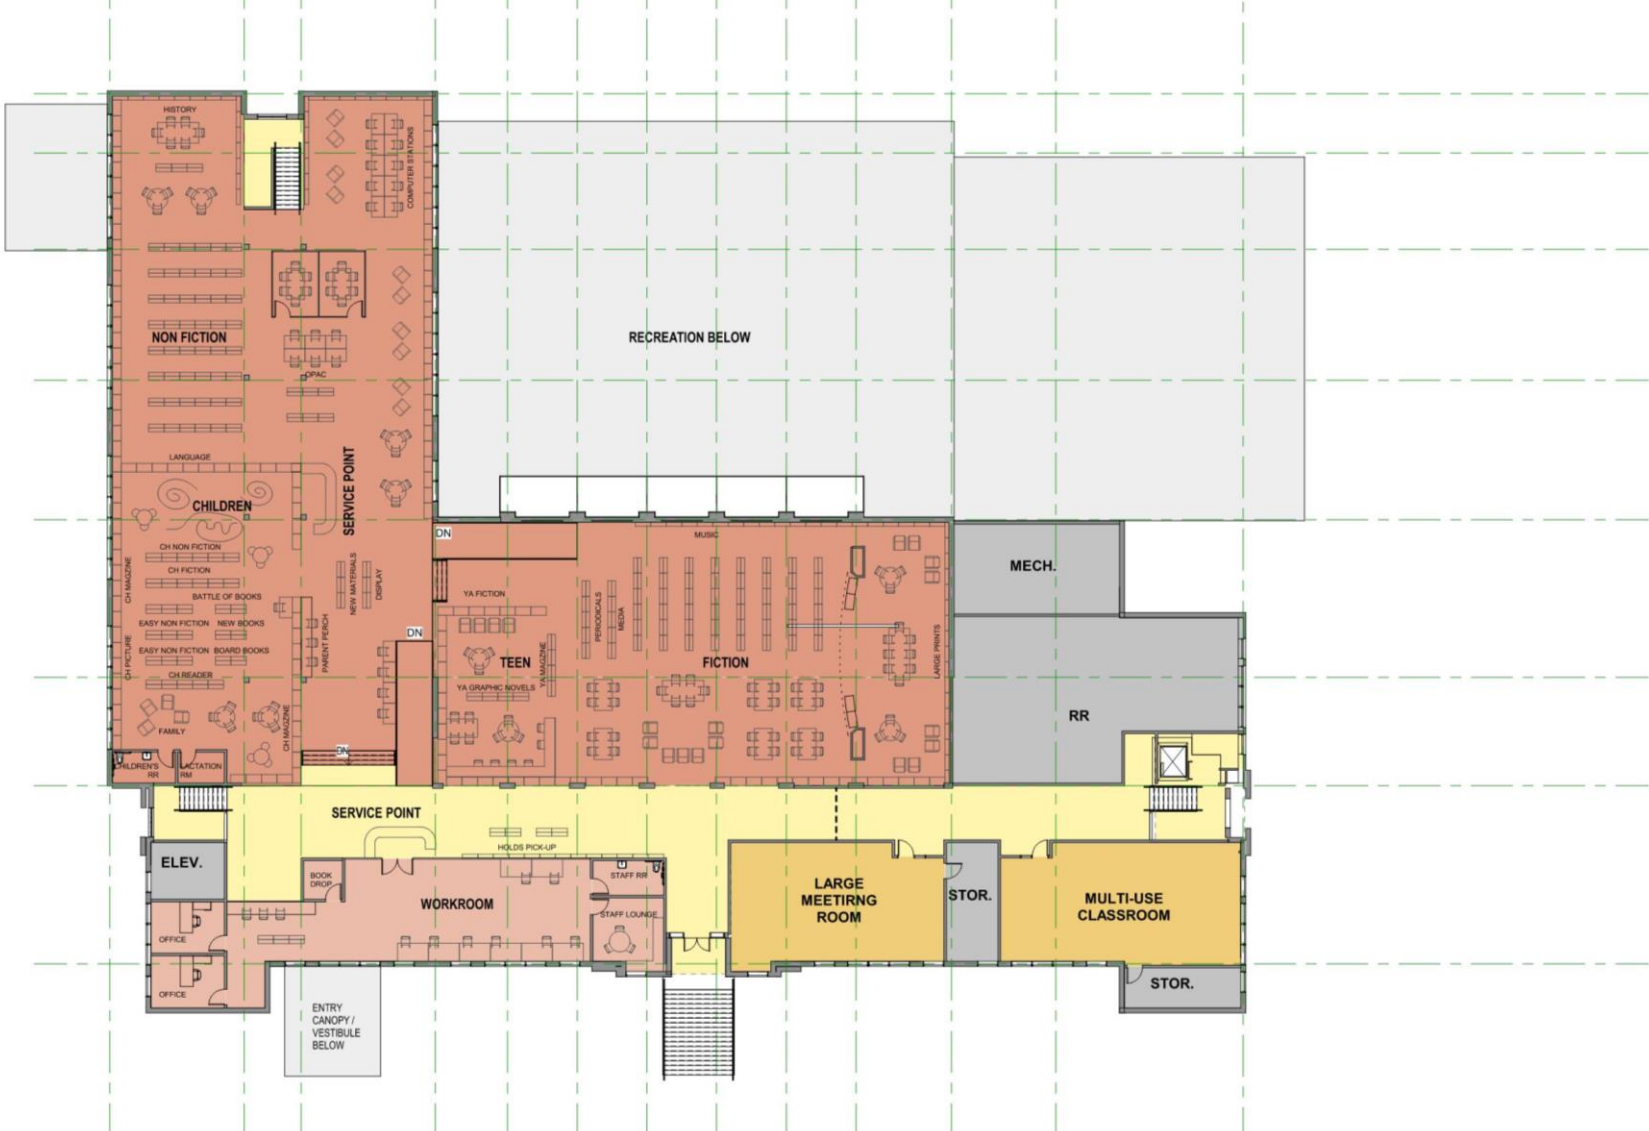 HISTORY
COMPUTER STATIONS
NON FICTION
RECREATION BELOW
OPAC
LANGUAGE
SERVICE POINT
CHILDREN
DN
MUSIC
CH NON FICTION
CH FICTION
CH MAGZINE
NEW MATERIALS
DISPLAY
BATTLE OF BOOKS
EASY NON FICTION
NEW BOOKS
EASY NON FICTION
BOARD BOOKS
CH PICTURE
CH READER
PARENT PERCH
DN
FAMILY
CH MAGZINE
DN
CHILDREN'S
RR
LACTATION
RM
YA FICTION
PERIODICALS
MEDIA
TEEN
YA MAGZINE
YA GRAPHIC NOVELS
FICTION
LARGE PRINTS
MECH.
RR
SERVICE POINT
HOLDS PICK-UP
ELEV.
BOOK
DROP
WORKROOM
STAFF RR
STAFF LOUNGE
OFFICE
OFFICE
LARGE
MEETIRNG
ROOM
STOR.
MULTI-USE
CLASSROOM
STOR.
ENTRY
CANOPY /
VESTIBULE
BELOW